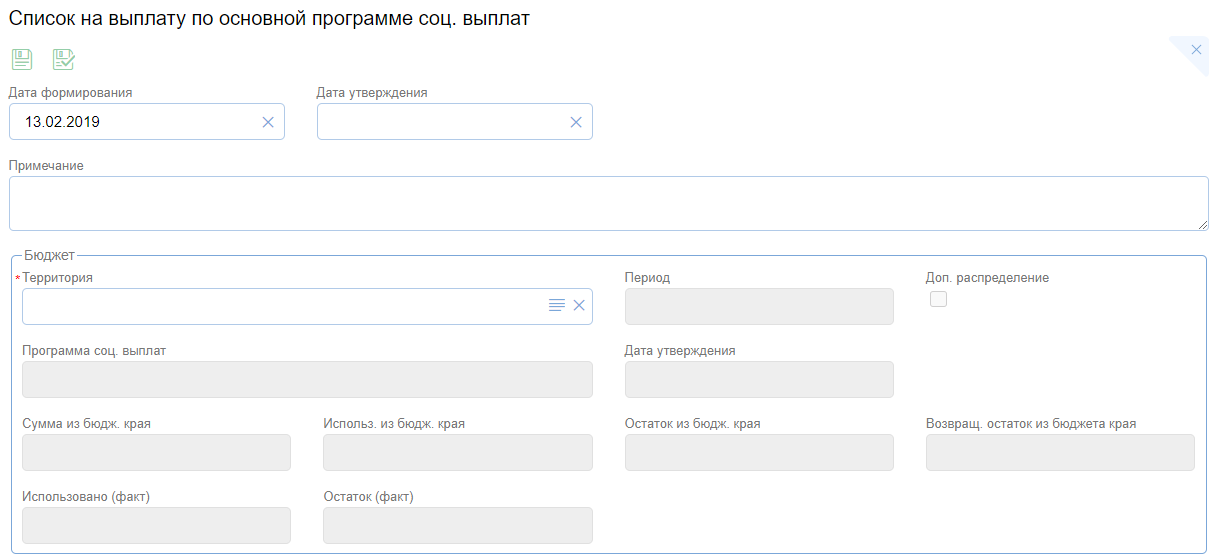 Список на выплату по основной программе соц. выплат
Дата формирования Дата утверждения
13.02.2019
Примечание
Бюджет
* Территория Период Доп. распределение
Программа соц. выплат Дата утверждения
Сумма из бюдж. края Использ. из бюдж. края Остаток из бюдж. края Возвращ. остаток из бюджета края
Использовано (факт) Остаток (факт)